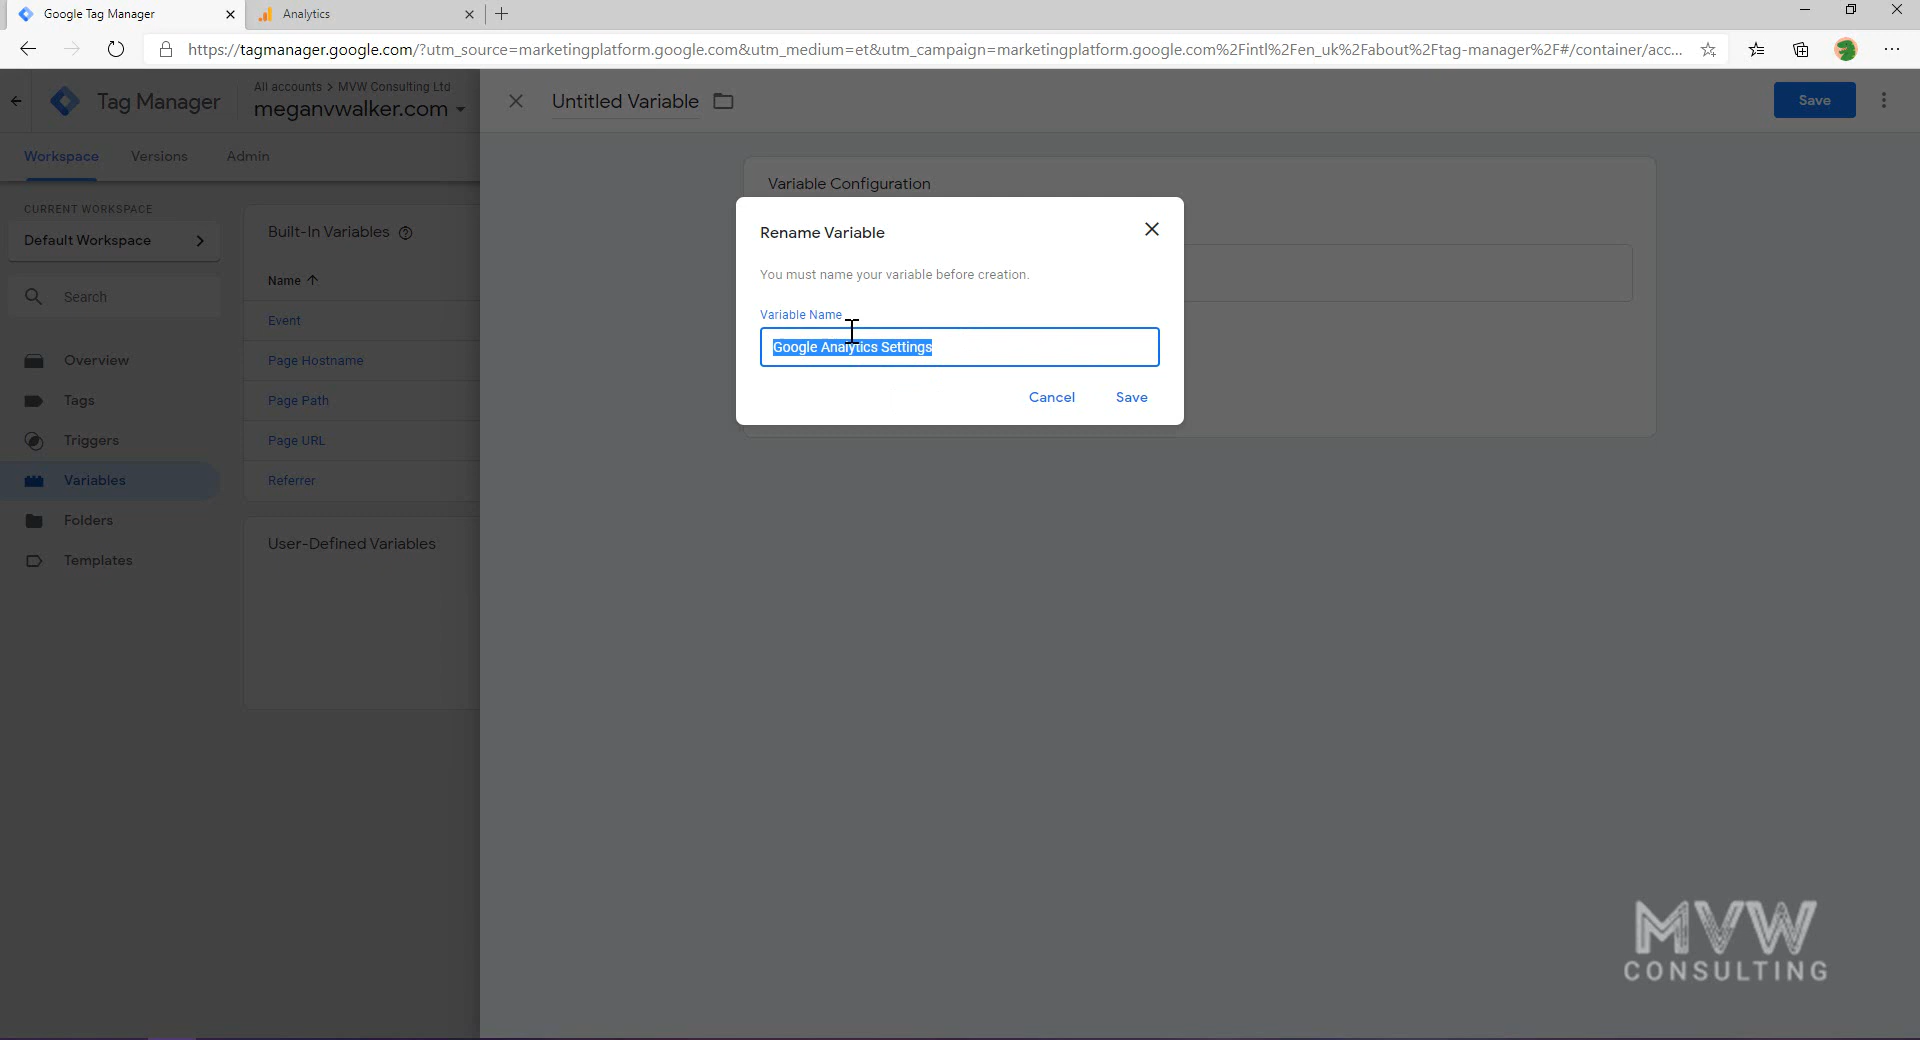 Google Tag Manager
Analytics
https://tagmanager.google.com/?utm_source=marketingplatform.google.com&utm_medium=et&utm_campaign=marketingplatform.google.com%2Fintl%2Fen_uk%2Fabout%2Ftag-manager%2F#/container/acc...
Tag Manager
All accounts > MVW Consulting Ltd
meganvwalker.com
Untitled Variable
Save
Workspace
Versions
Admin
Variable Configuration
CURRENT WORKSPACE
Default Workspace
Search
Overview
Tags
Triggers
Variables
Folders
Templates
Built-In Variables
Name
Event
Page Hostname
Page Path
Page URL
Referrer
User-Defined Variables
Rename Variable
You must name your variable before creation.
Variable Name
Google Analytics Settings
Cancel
Save
MVW
CONSULTING